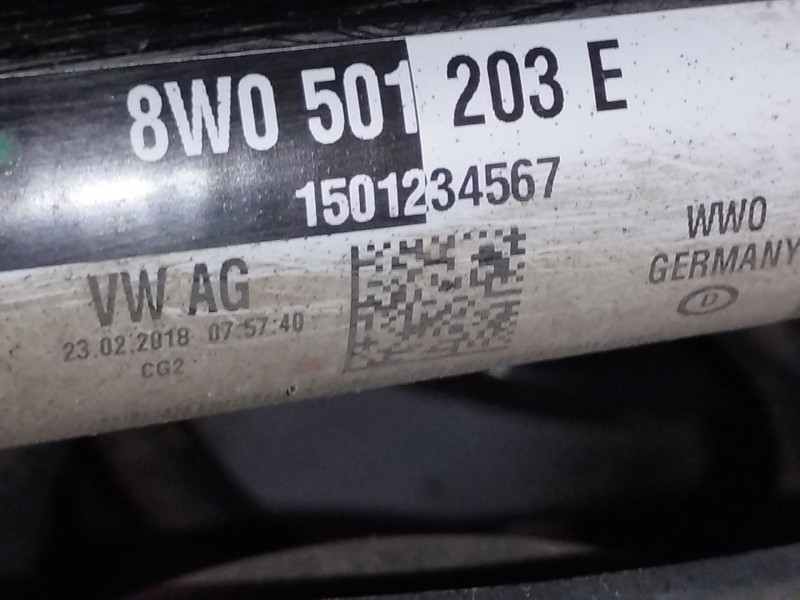 8W0 501 203 E
1501234567
VW AG
23.02.2018 07:57:40
CG2
WWO
GERMANY
D